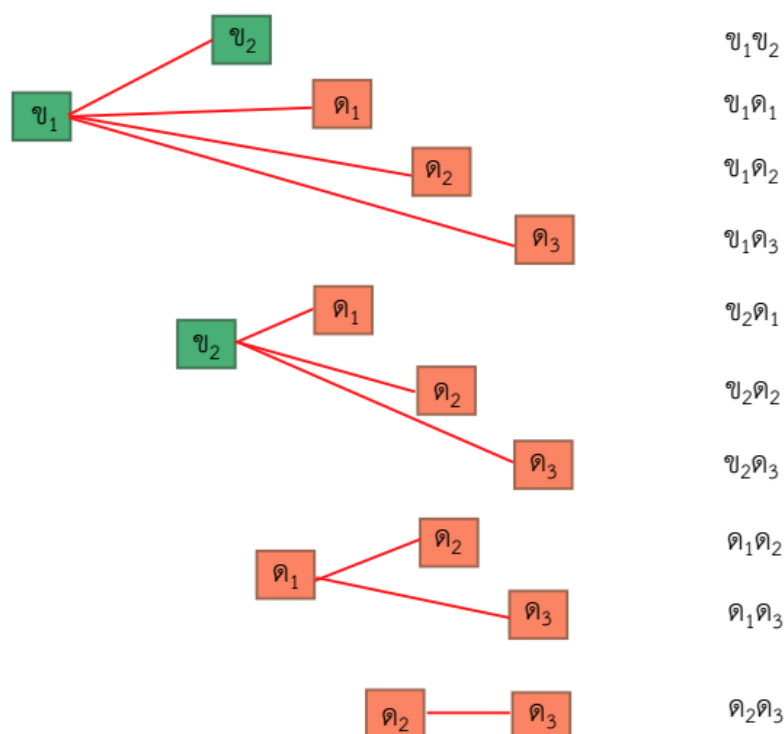 ข₂ ข₁ข₂
ข₁ ด₁ ข₁ด₁
ด₂ ข₁ด₂
ด₃ ข₁ด₃
ด₁ ข₂ด₁
ข₂
ด₂ ข₂ด₂
ด₃ ข₂ด₃
ด₂ ด₁ด₂
ด₁
ด₃ ด₁ด₃
ด₂ ด₃ ด₂ด₃